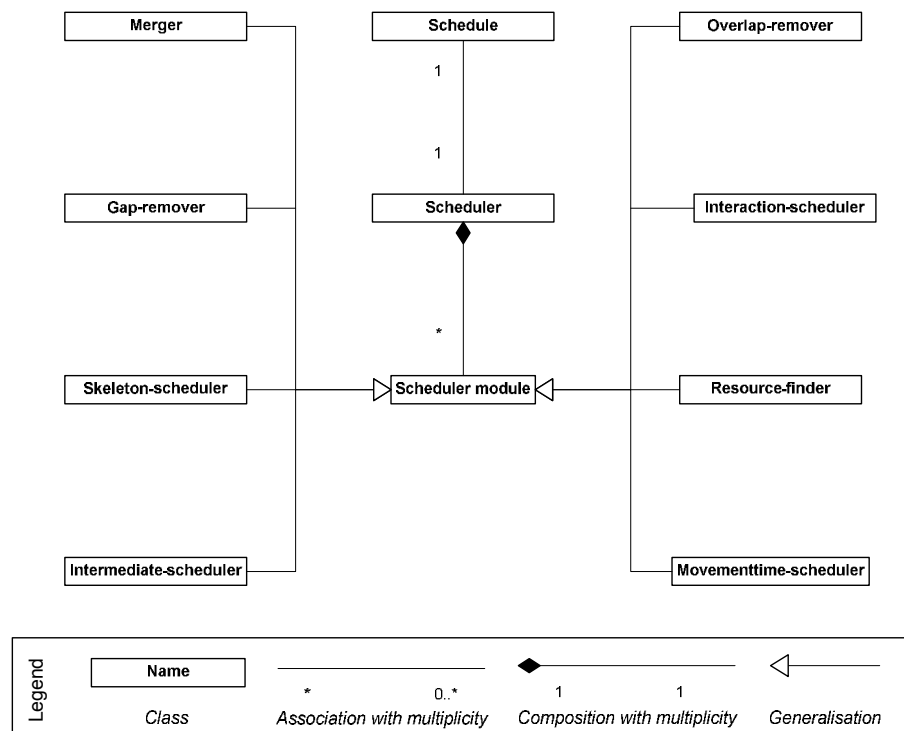 Merger
Schedule
Overlap-remover
1
1
Gap-remover
Scheduler
Interaction-scheduler
*
Skeleton-scheduler
Scheduler module
Resource-finder
Intermediate-scheduler
Movementtime-scheduler
Legend
Name
* 0..* 1 1
Class Association with multiplicity Composition with multiplicity Generalisation